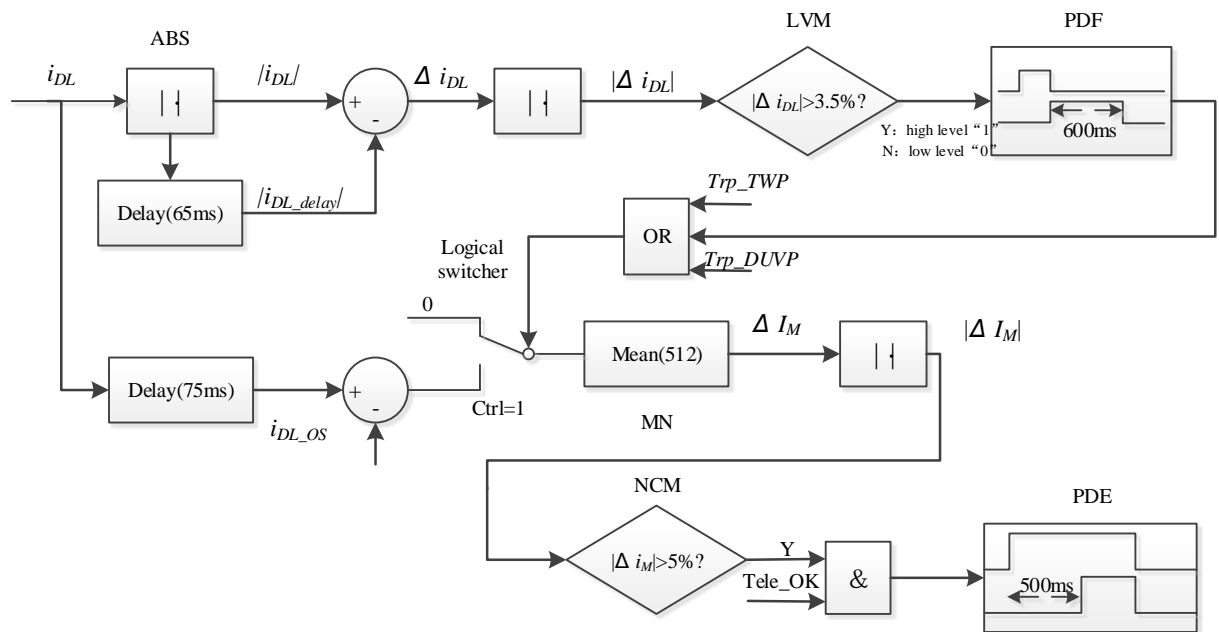 ABS
LVM
PDF
i_DL
|·|
|i_DL|
+
-
Δ i_DL
|·|
|Δ i_DL|
|Δ i_DL|>3.5%?
Y： high level “1”
N： low level “0”
600ms
Delay(65ms)
|i_DL_delay|
Trp_TWP
OR
Trp_DUVP
Logical
switcher
0
Mean(512)
Δ I_M
|·|
|Δ I_M|
Delay(75ms)
+
-
i_DL_OS
Ctrl=1
MN
NCM
PDE
|Δ i_M|>5%?
Y
Tele_OK
&
500ms